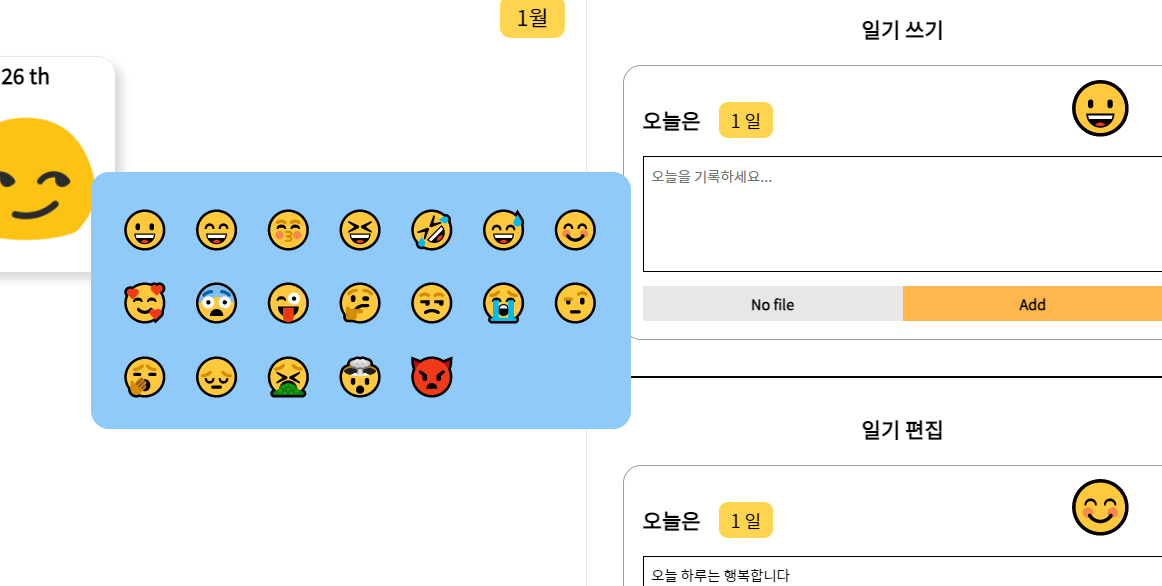 1월
26 th
일기 쓰기
오늘은 1 일
오늘을 기록하세요...
No file Add
일기 편집
오늘은 1 일
오늘 하루는 행복합니다